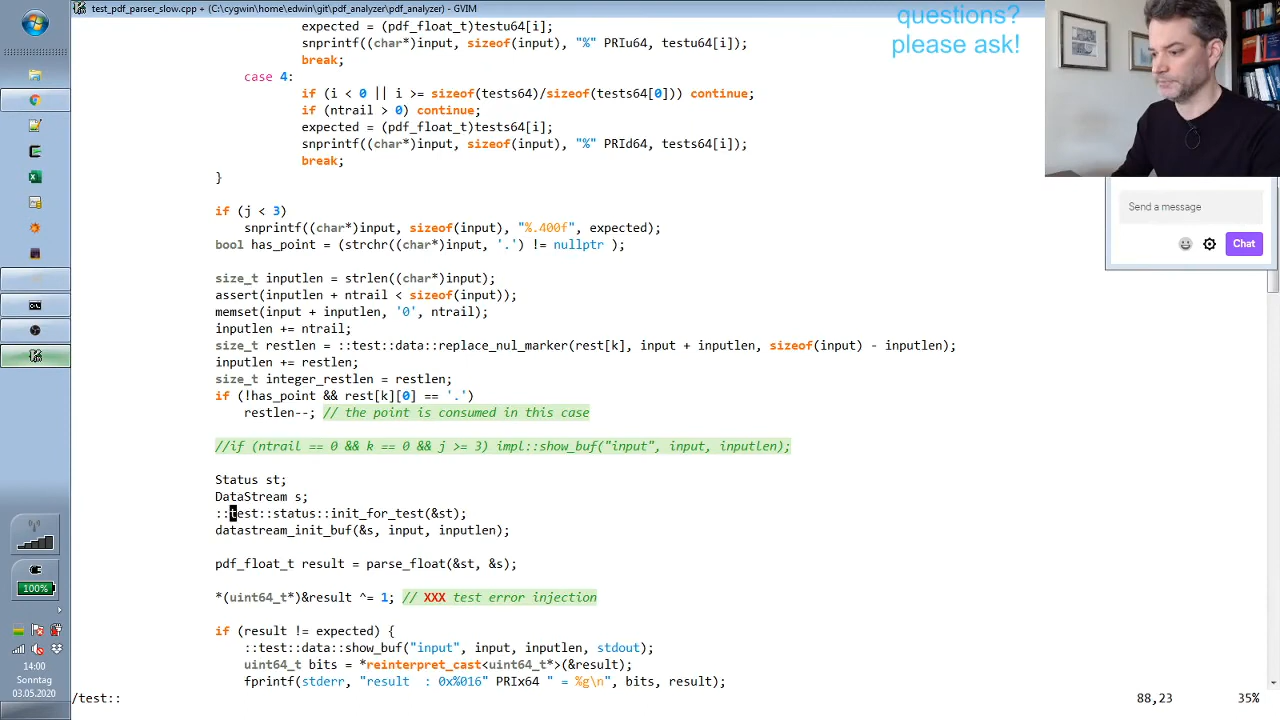 test_pdf_parser_slow.cpp + (C:\cygwin\home\edwin\git\pdf_analyzer\pdf_analyzer) - GVIM
expected = (pdf_float_t)testu64[i];
snprintf((char*)input, sizeof(input), "%" PRIu64, testu64[i]);
break;
case 4:
if (i < 0 || i >= sizeof(tests64)/sizeof(tests64[0])) continue;
if (ntrail > 0) continue;
expected = (pdf_float_t)tests64[i];
snprintf((char*)input, sizeof(input), "%" PRId64, tests64[i]);
break;
}
if (j < 3)
snprintf((char*)input, sizeof(input), "%.400f", expected);
bool has_point = (strchr((char*)input, '.') != nullptr );
size_t inputlen = strlen((char*)input);
assert(inputlen + ntrail < sizeof(input));
memset(input + inputlen, '0', ntrail);
inputlen += ntrail;
size_t restlen = ::test::data::replace_nul_marker(rest[k], input + inputlen, sizeof(input) - inputlen);
inputlen += restlen;
size_t integer_restlen = restlen;
if (!has_point && rest[k][0] == '.')
restlen--; // the point is consumed in this case
//if (ntrail == 0 && k == 0 && j >= 3) impl::show_buf("input", input, inputlen);
Status st;
DataStream s;
::test::status::init_for_test(&st);
datastream_init_buf(&s, input, inputlen);
pdf_float_t result = parse_float(&st, &s);
*(uint64_t*)&result ^= 1; // XXX test error injection
if (result != expected) {
::test::data::show_buf("input", input, inputlen, stdout);
uint64_t bits = *reinterpret_cast<uint64_t*>(&result);
fprintf(stderr, "result  : 0x%016" PRIx64 " = %g\n", bits, result);
/test::
88,23
35%
questions?
please ask!
Send a message
Chat
100%
14:00
Sonntag
03.05.2020